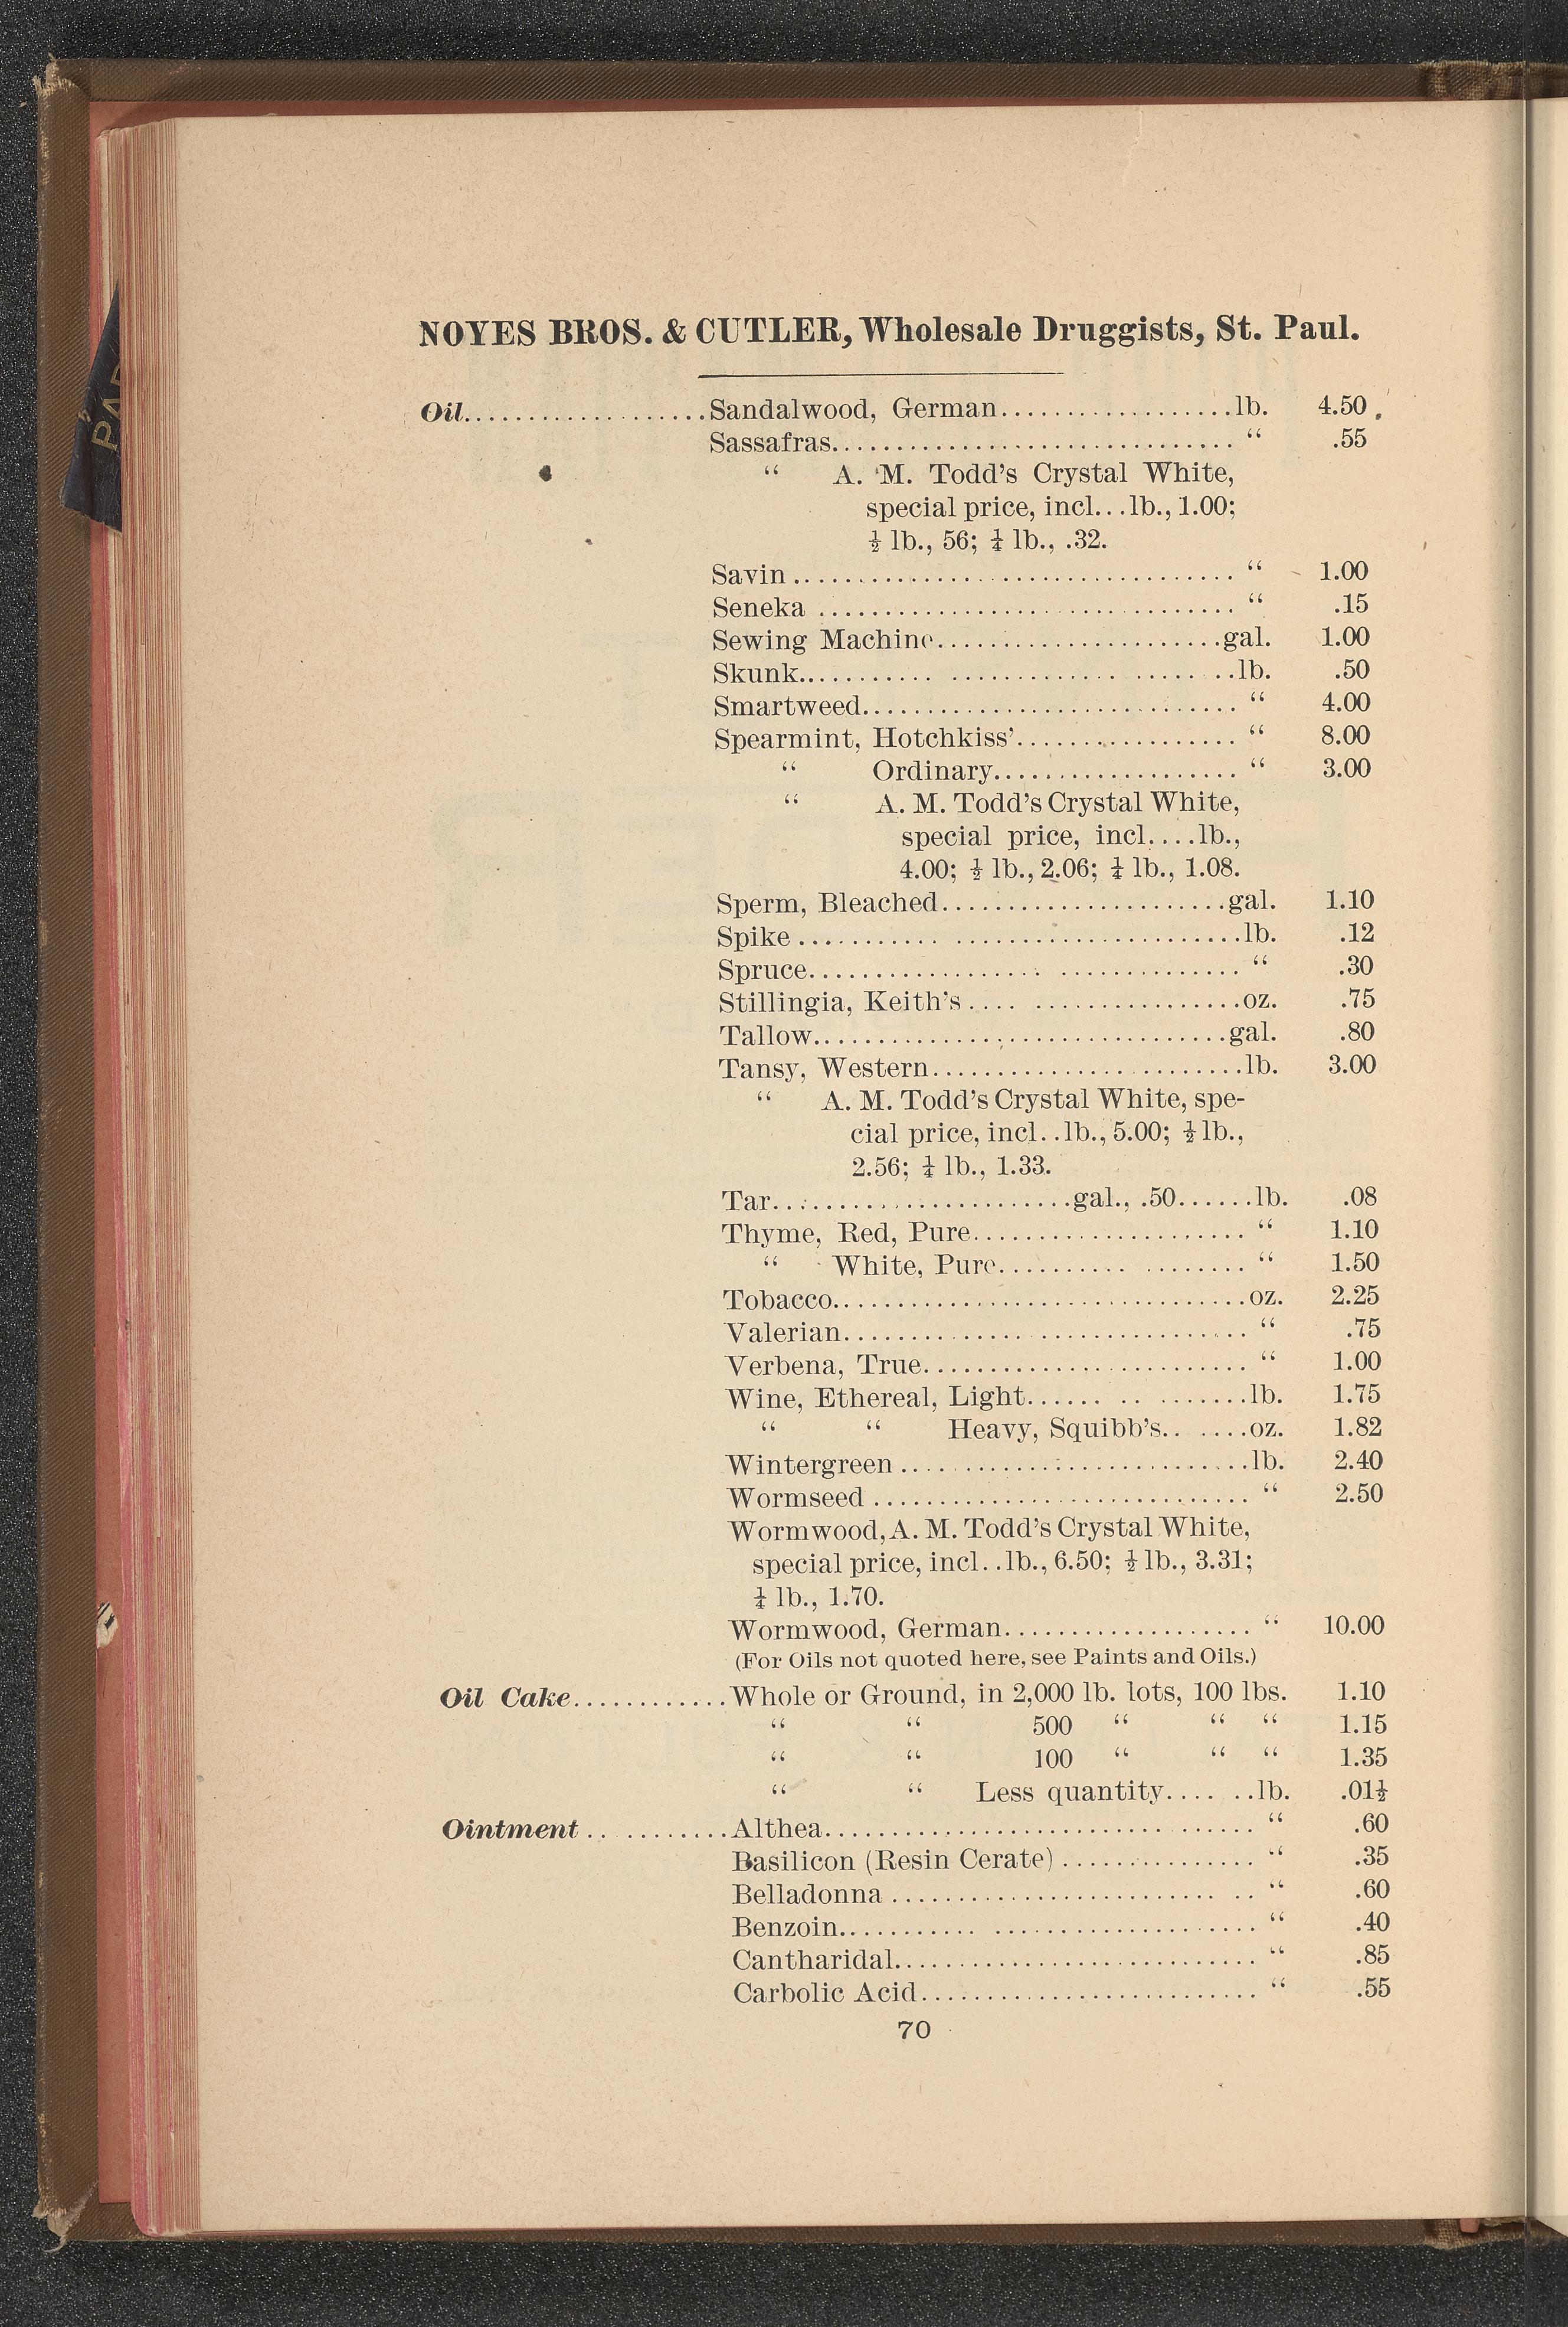 NOYES BROS. & CUTLER, Wholesale Druggists, St. Paul.
Oil....................Sandalwood, German..................lb. 4.50
Sassafras................................ “ .55
“ A. M. Todd's Crystal White,
special price, incl...lb., 1.00;
½ lb., 56; ¼ lb., .32.
Savin.................................. “ 1.00
Seneka ................................ “ .15
Sewing Machine......................gal. 1.00
Skunk..................................lb. .50
Smartweed.............................. “ 4.00
Spearmint, Hotchkiss'.................. “ 8.00
“ Ordinary................... “ 3.00
“ A. M. Todd's Crystal White,
special price, incl....lb.,
4.00; ½ lb., 2.06; ¼ lb., 1.08.
Sperm, Bleached......................gal. 1.10
Spike..................................lb. .12
Spruce.................................. “ .30
Stillingia, Keith's.....................oz. .75
Tallow................................gal. .80
Tansy, Western........................lb. 3.00
“ A. M. Todd's Crystal White, spe-
cial price, incl..lb., 5.00; ½ lb.,
2.56; ¼ lb., 1.33.
Tar.......................gal., .50......lb. .08
Thyme, Red, Pure..................... “ 1.10
“ White, Pure................... “ 1.50
Tobacco................................oz. 2.25
Valerian................................ “ .75
Verbena, True......................... “ 1.00
Wine, Ethereal, Light.................lb. 1.75
“ “ Heavy, Squibb's.. ....oz. 1.82
Wintergreen...........................lb. 2.40
Wormseed ............................. “ 2.50
Wormwood, A. M. Todd's Crystal White,
special price, incl..lb., 6.50; ½ lb., 3.31;
¼ lb., 1.70.
Wormwood, German................... “ 10.00
(For Oils not quoted here, see Paints and Oils.)
Oil Cake............Whole or Ground, in 2,000 lb. lots, 100 lbs. 1.10
“ “ 500 “ “ “ 1.15
“ “ 100 “ “ “ 1.35
“ “ Less quantity.... ..lb. .01½
Ointment...........Althea................................. “ .60
Basilicon (Resin Cerate)............... “ .35
Belladonna............................ “ .60
Benzoin................................ “ .40
Cantharidal............................ “ .85
Carbolic Acid.......................... “ .55
70